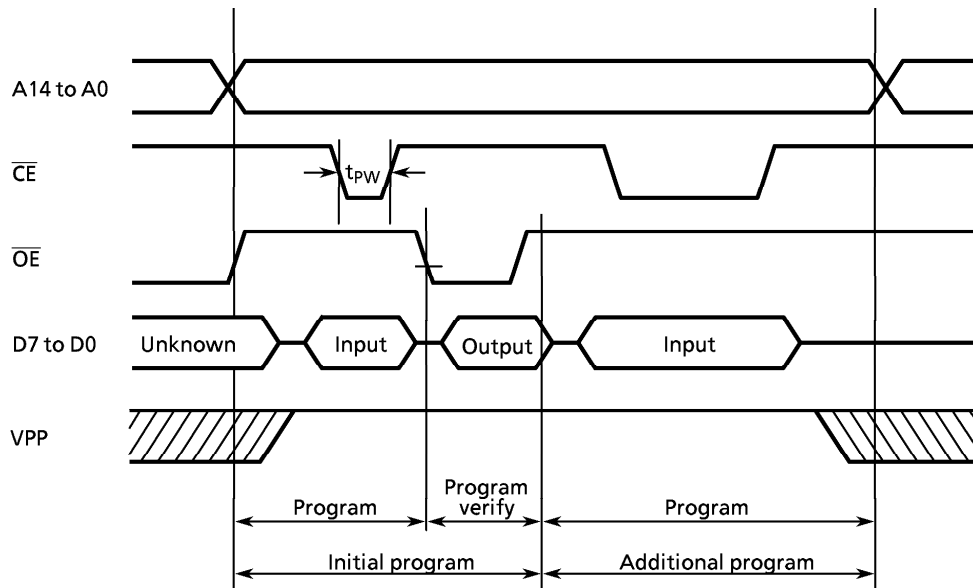 A14 to A0
CE
tPW
OE
D7 to D0
Unknown
Input
Output
Input
VPP
Program
Program
verify
Program
Initial program
Additional program